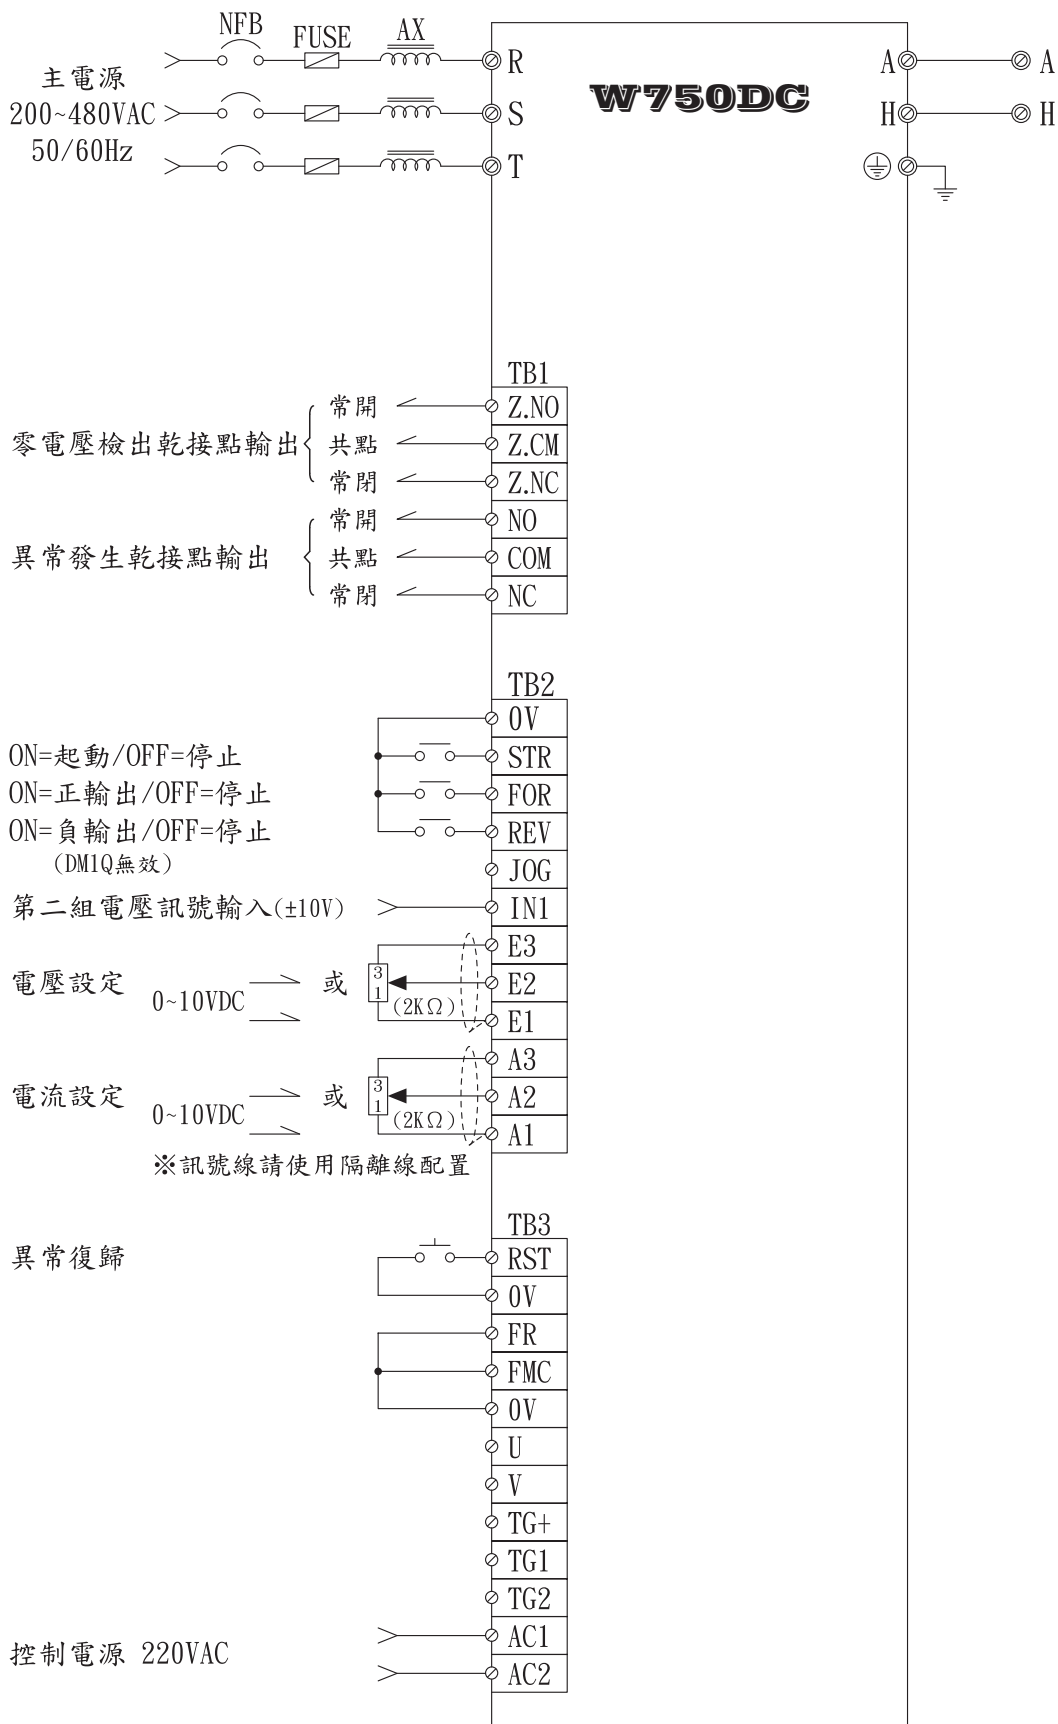 NFB FUSE AX
主電源
200~480VAC
50/60Hz
R
S
T
W750DC
A A
H H
TB1
零電壓檢出乾接點輸出
常開 Z.NO
共點 Z.CM
常閉 Z.NC
異常發生乾接點輸出
常開 NO
共點 COM
常閉 NC
TB2
0V
ON=起動/OFF=停止 STR
ON=正輸出/OFF=停止 FOR
ON=負輸出/OFF=停止 REV
(DM1Q無效)
JOG
第二組電壓訊號輸入(±10V) IN1
E3
電壓設定 0~10VDC 或 3 1 (2KΩ) E2
E1
A3
電流設定 0~10VDC 或 3 1 (2KΩ) A2
A1
※訊號線請使用隔離線配置
TB3
異常復歸 RST
0V
FR
FMC
0V
U
V
TG+
TG1
TG2
控制電源 220VAC
AC1
AC2